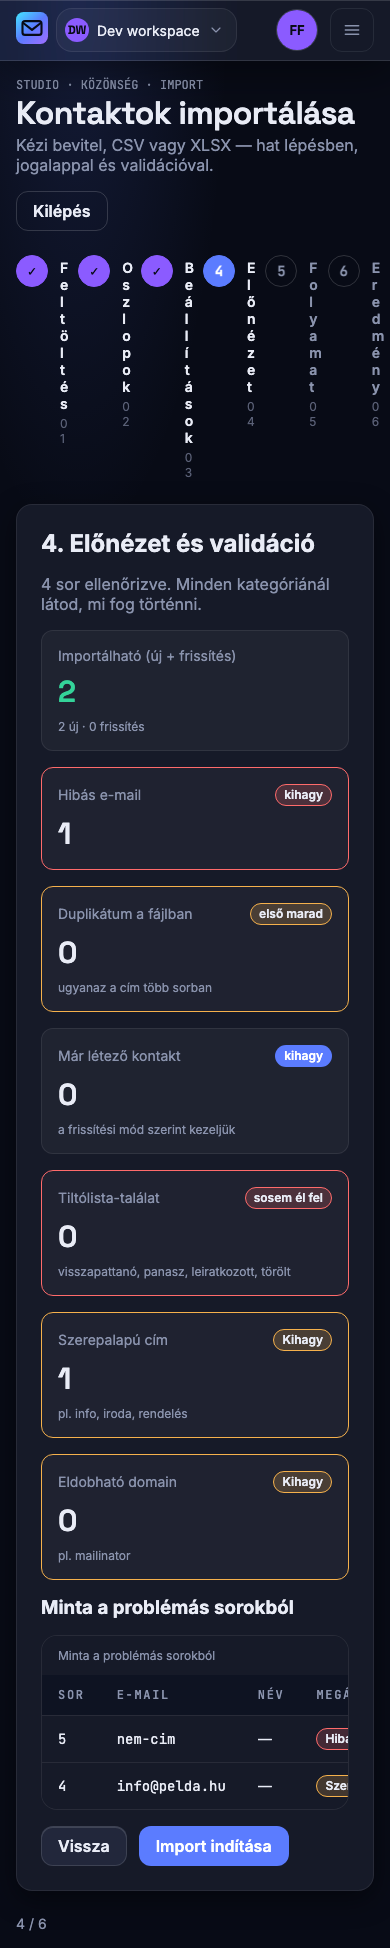 DW Dev workspace FF
STUDIO · KÖZÖNSÉG · IMPORT
Kontaktok importálása
Kézi bevitel, CSV vagy XLSX — hat lépésben,
jogalappal és validációval.
Kilépés
✓ Feltöltés 01
✓ Oszlopok 02
✓ Beállítások 03
4 Előnézet 04
5 Folyamat 05
6 Eredmény 06
4. Előnézet és validáció
4 sor ellenőrizve. Minden kategóriánál
látod, mi fog történni.
Importálható (új + frissítés)
2
2 új · 0 frissítés
Hibás e-mail kihagy
1
Duplikátum a fájlban első marad
0
ugyanaz a cím több sorban
Már létező kontakt kihagy
0
a frissítési mód szerint kezeljük
Tiltólista-találat sosem él fel
0
visszapattanó, panasz, leiratkozott, törölt
Szerepalapú cím Kihagy
1
pl. info, iroda, rendelés
Eldobható domain Kihagy
0
pl. mailinator
Minta a problémás sorokból
Minta a problémás sorokból
SOR E-MAIL NÉV MEGÁ
5 nem-cim — Hibá
4 info@pelda.hu — Szer
Vissza Import indítása
4 / 6